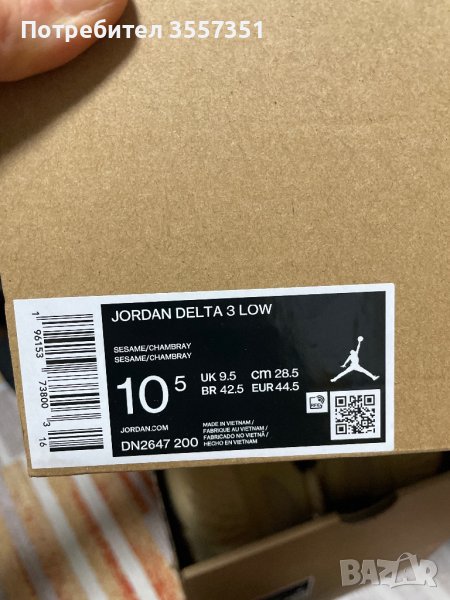 Потребител 3557351
JORDAN DELTA 3 LOW
SESAME/CHAMBRAY
SESAME/CHAMBRAY
10 5
UK 9.5 cm 28.5
BR 42.5 EUR 44.5
JORDAN.COM
DN2647 200
MADE IN VIETNAM /
FABRIQUE AU VIETNAM /
FABRICADO NO VIETNÃ /
HECHO EN VIETNAM
1 96153 73800 3 16
BAZAR